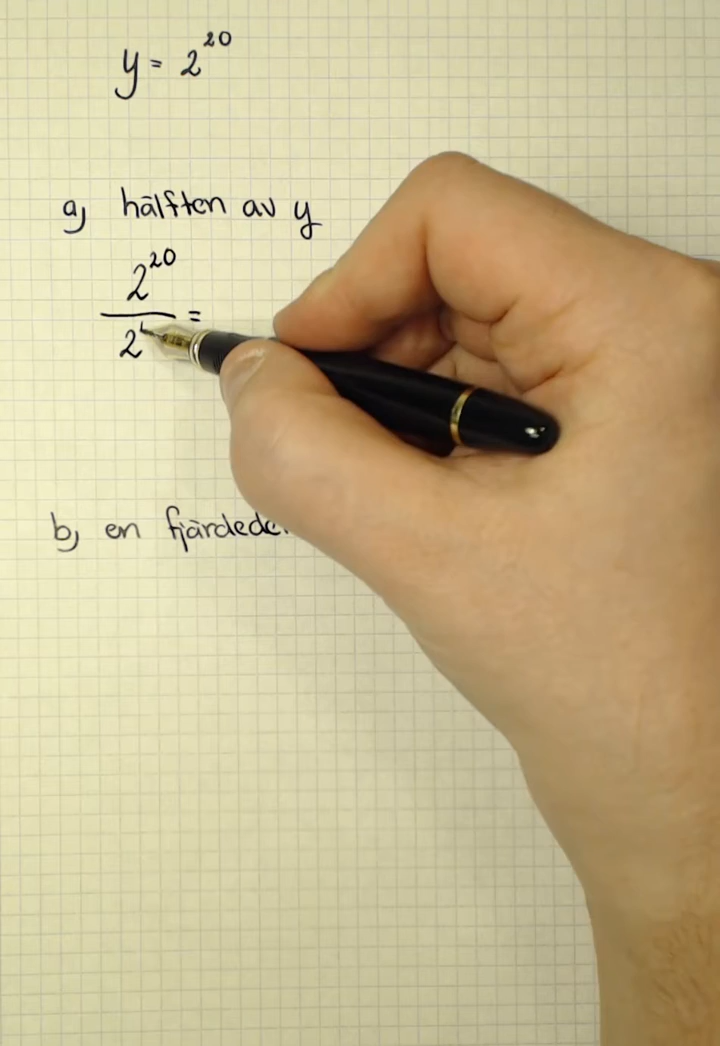 y = 2^20
a) hälften av y
2^20
/ 2 =
b) en